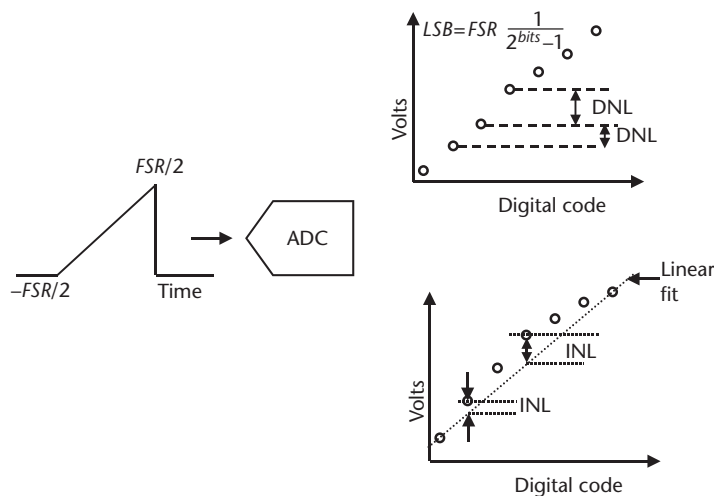 LSB=FSR 1/2^bits–1
Volts
DNL
DNL
Digital code
FSR/2
–FSR/2
Time
ADC
Linear
fit
Volts
INL
INL
Digital code